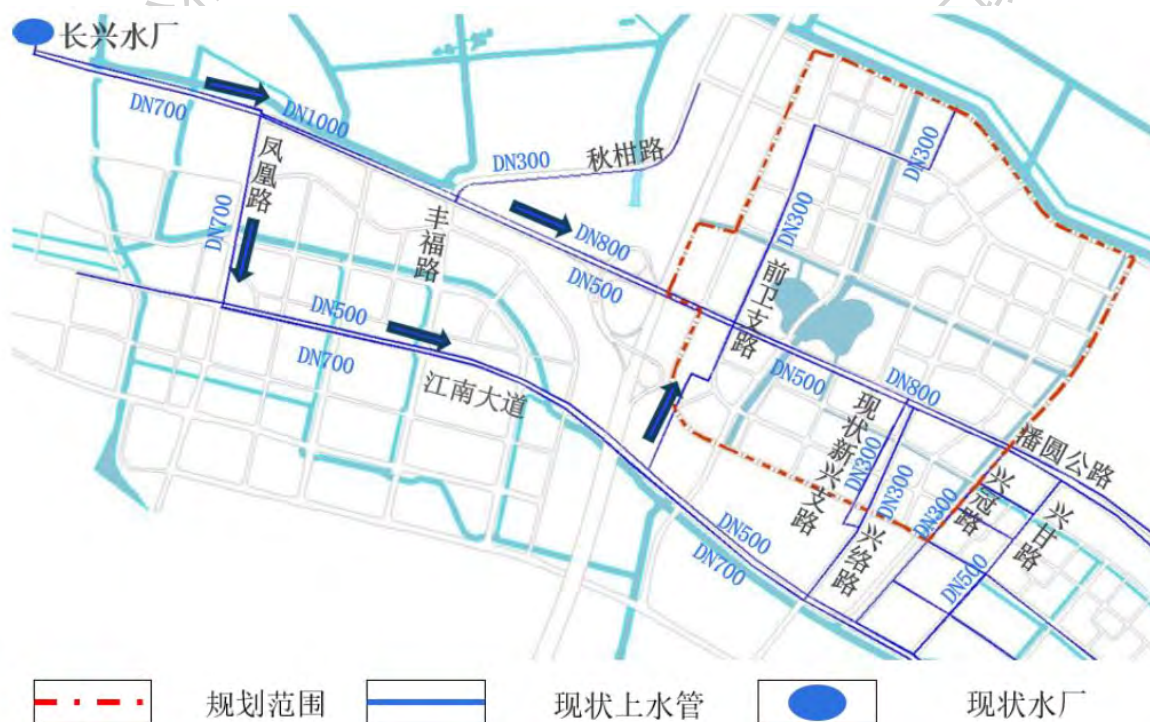 长兴水厂
DN700
DN1000
凤凰路
DN300
秋柑路
DN300
DN700
丰福路
DN800
DN500
DN300
前卫支路
DN500
DN700
江南大道
DN500
DN800
现状新兴支路
DN300
DN300
兴络路
DN300
兴冠路
兴甘路
潘圆公路
DN500
DN500
DN700
规划范围
现状上水管
现状水厂